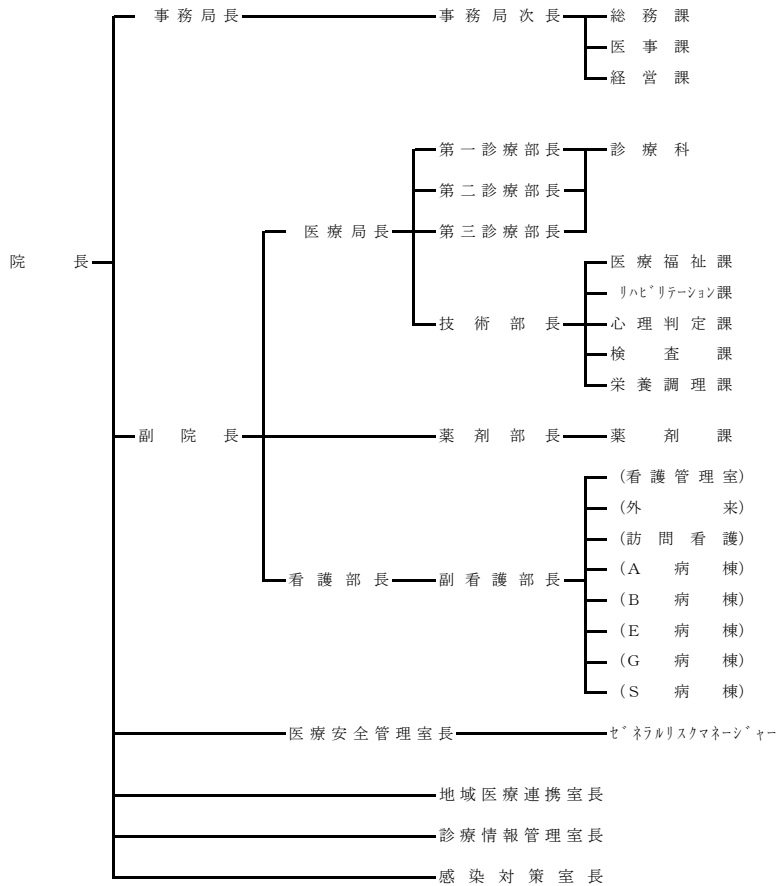 事務局長 事務局次長 総務課
医事課
経営課
第一診療部長 診療科
第二診療部長
医療局長 第三診療部長
院長 医療福祉課
ﾘﾊﾋﾞﾘﾃｰｼｮﾝ課
技術部長 心理判定課
検査課
栄養調理課
副院長 薬剤部長 薬剤課
(看護管理室)
(外来)
(訪問看護)
(A病棟)
看護部長 副看護部長
(B病棟)
(E病棟)
(G病棟)
(S病棟)
医療安全管理室長 ｾﾞﾈﾗﾙﾘｽｸﾏﾈｰｼﾞｬｰ
地域医療連携室長
診療情報管理室長
感染対策室長